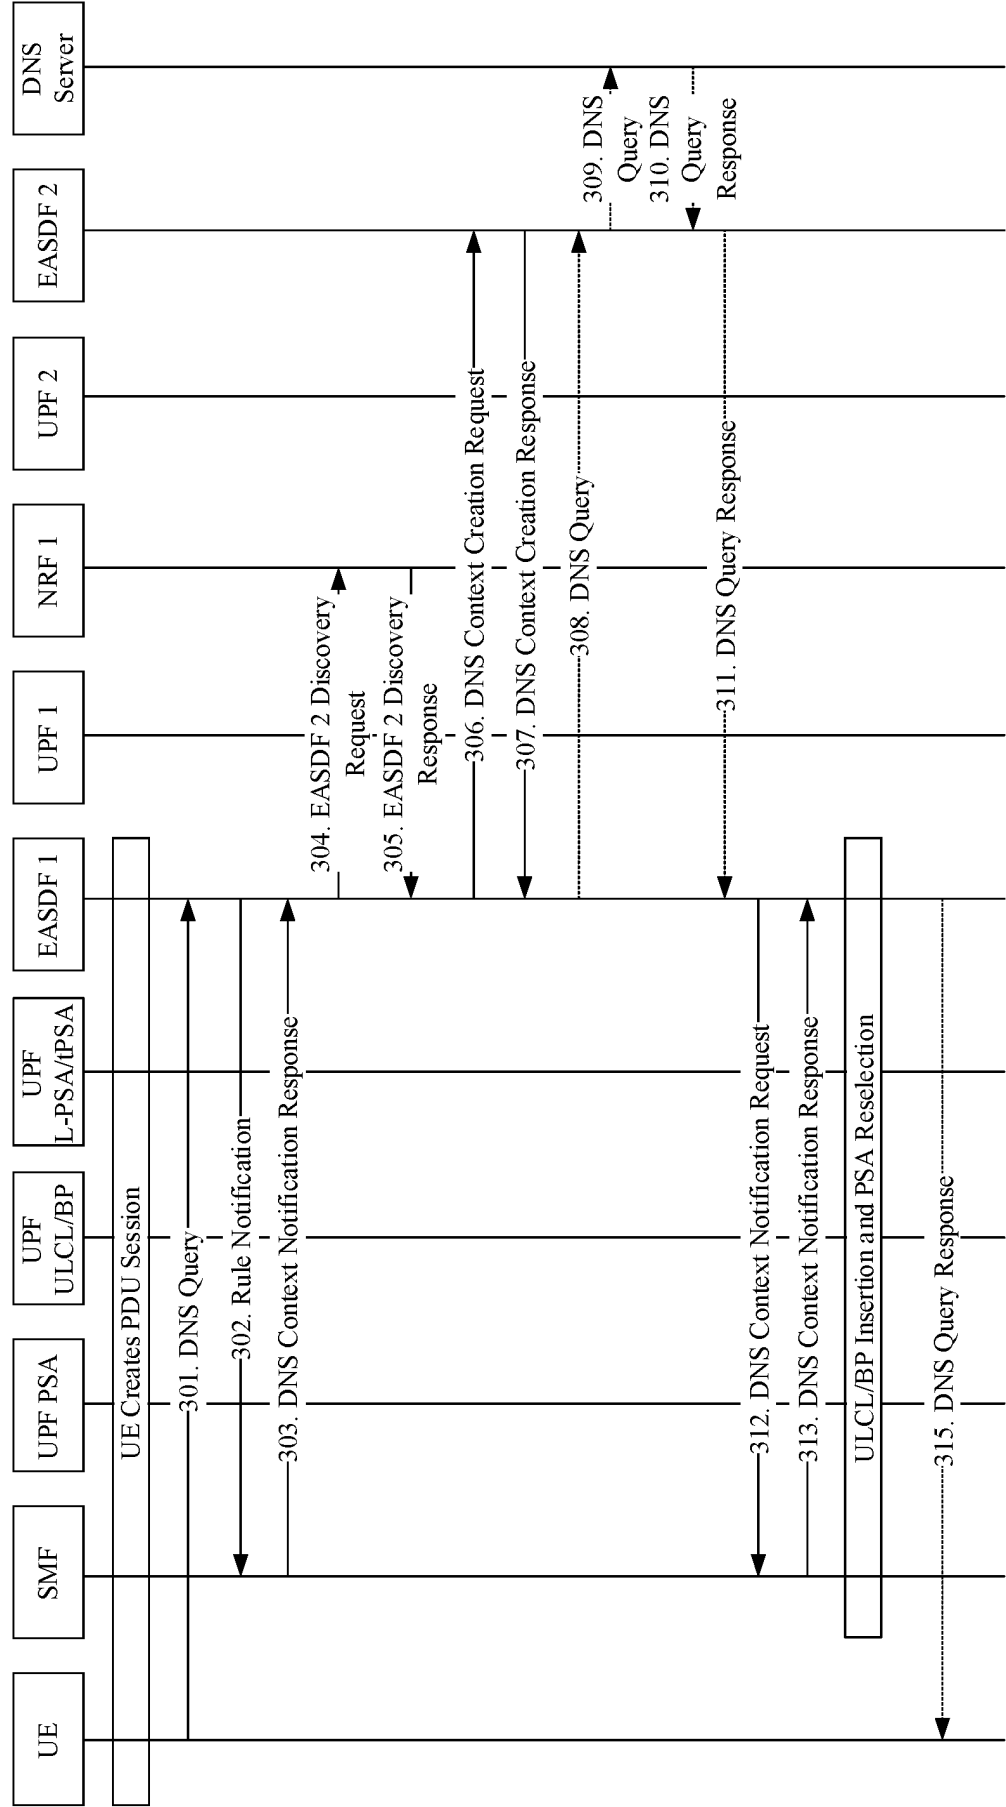 UE
SMF
UPF PSA
UPF
ULCL/BP
UPF
L-PSA/tPSA
EASDF 1
UPF 1
NRF 1
UPF 2
EASDF 2
DNS
Server
UE Creates PDU Session
301. DNS Query
302. Rule Notification
303. DNS Context Notification Response
304. EASDF 2 Discovery
Request
305. EASDF 2 Discovery
Response
306. DNS Context Creation Request
307. DNS Context Creation Response
308. DNS Query
309. DNS
Query
310. DNS
Query
Response
311. DNS Query Response
312. DNS Context Notification Request
313. DNS Context Notification Response
ULCL/BP Insertion and PSA Reselection
315. DNS Query Response